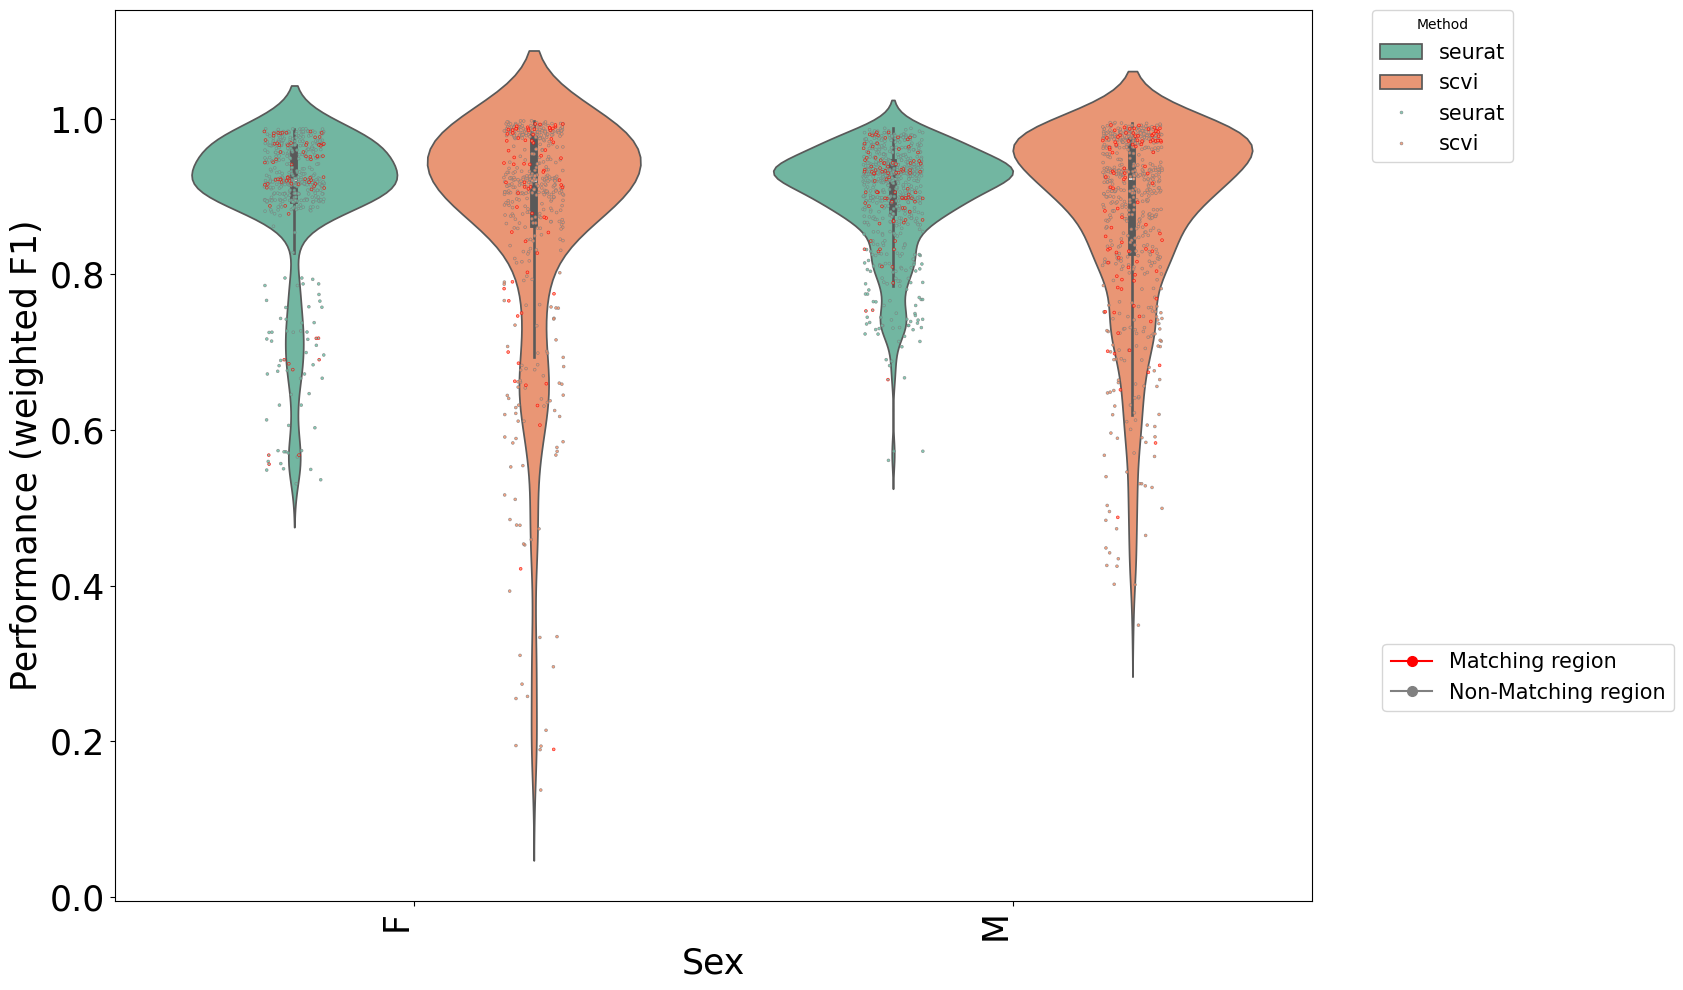 Performance (weighted F1)
1.0
0.8
0.6
0.4
0.2
0.0
F
M
Sex
Method
seurat
scvi
seurat
scvi
Matching region
Non-Matching region